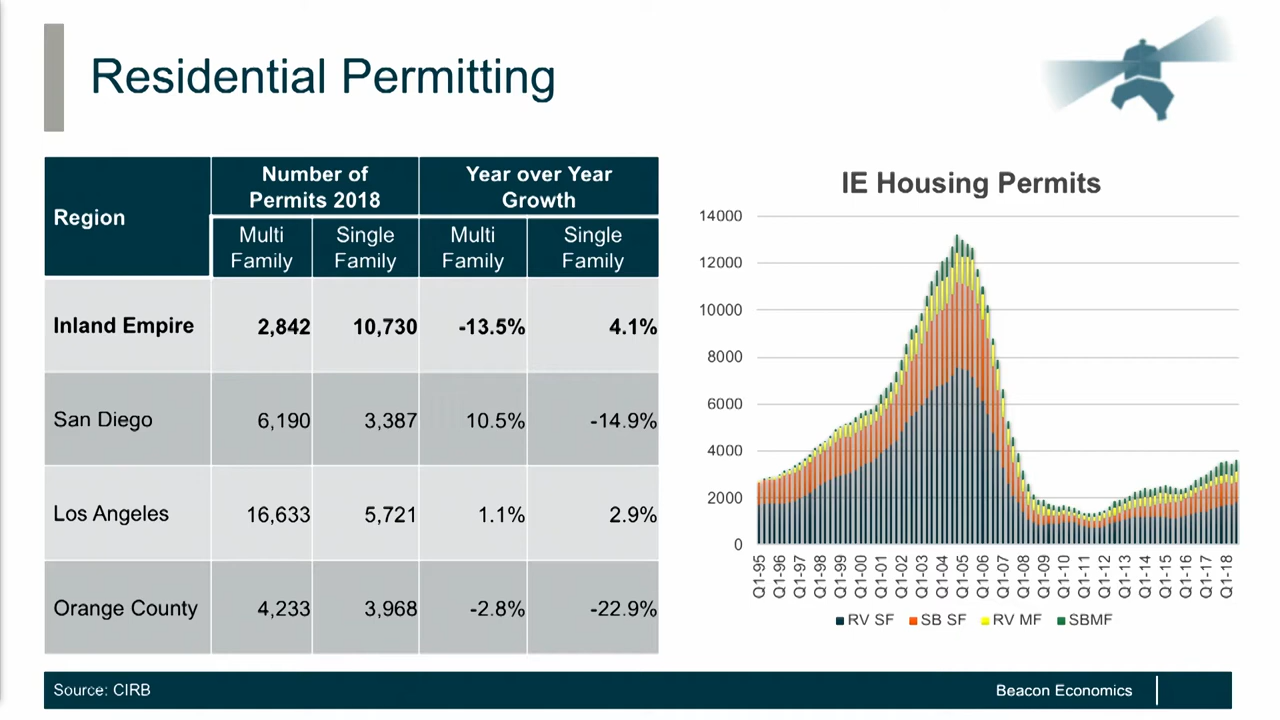 Residential Permitting
Region
Number of
Permits 2018
Year over Year
Growth
Multi
Family
Single
Family
Multi
Family
Single
Family
Inland Empire 2,842 10,730 -13.5% 4.1%
San Diego 6,190 3,387 10.5% -14.9%
Los Angeles 16,633 5,721 1.1% 2.9%
Orange County 4,233 3,968 -2.8% -22.9%
IE Housing Permits
14000
12000
10000
8000
6000
4000
2000
0
Q1-95 Q1-96 Q1-97 Q1-98 Q1-99 Q1-00 Q1-01 Q1-02 Q1-03 Q1-04 Q1-05 Q1-06 Q1-07 Q1-08 Q1-09 Q1-10 Q1-11 Q1-12 Q1-13 Q1-14 Q1-15 Q1-16 Q1-17 Q1-18
RV SF SB SF RV MF SBMF
Source: CIRB
Beacon Economics